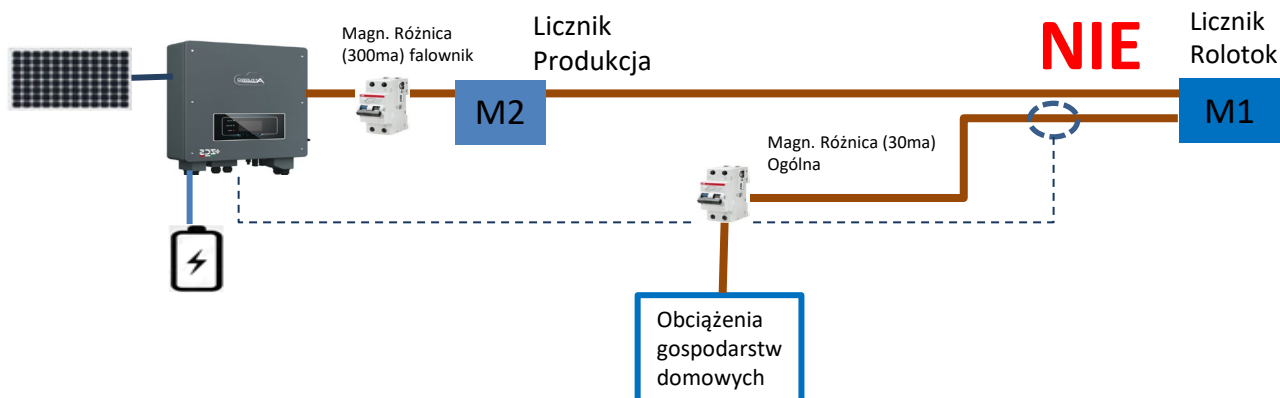 Magn. Różnica
(300ma) falownik
Licznik
Produkcja
NIE
Licznik
Rolotok
M2
M1
Magn. Różnica (30ma)
Ogólna
Obciążenia
gospodarstw
domowych